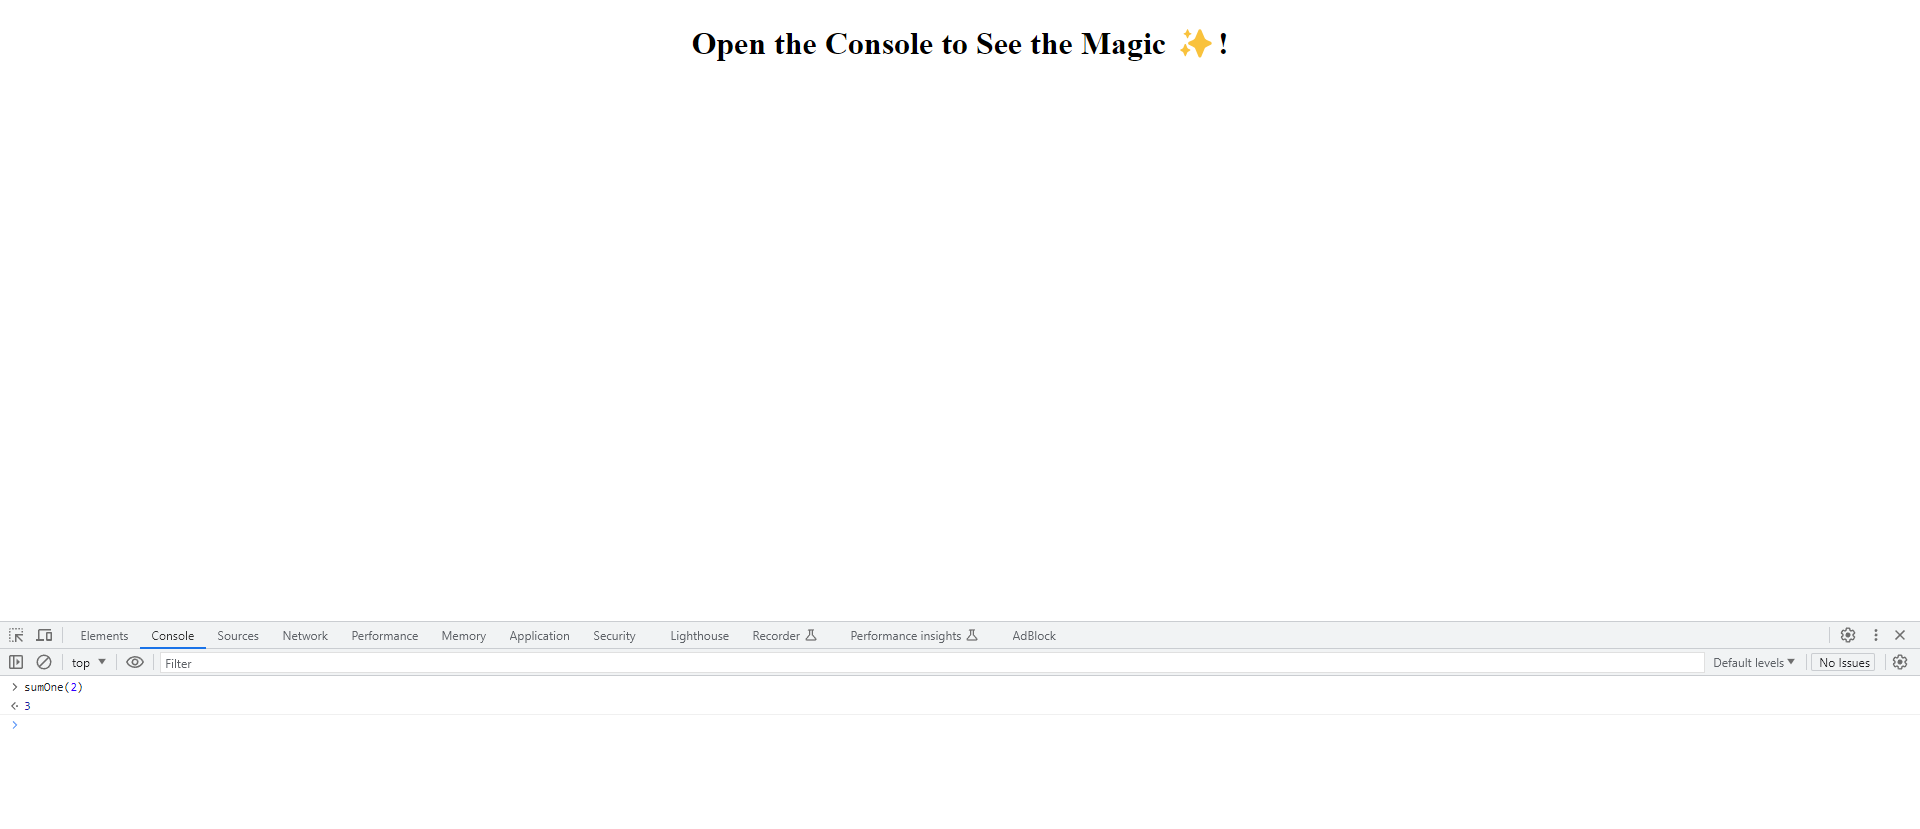 Open the Console to See the Magic ✨!
Elements Console Sources Network Performance Memory Application Security Lighthouse Recorder Performance insights AdBlock
top Filter Default levels No Issues
> sumOne(2)
3
>